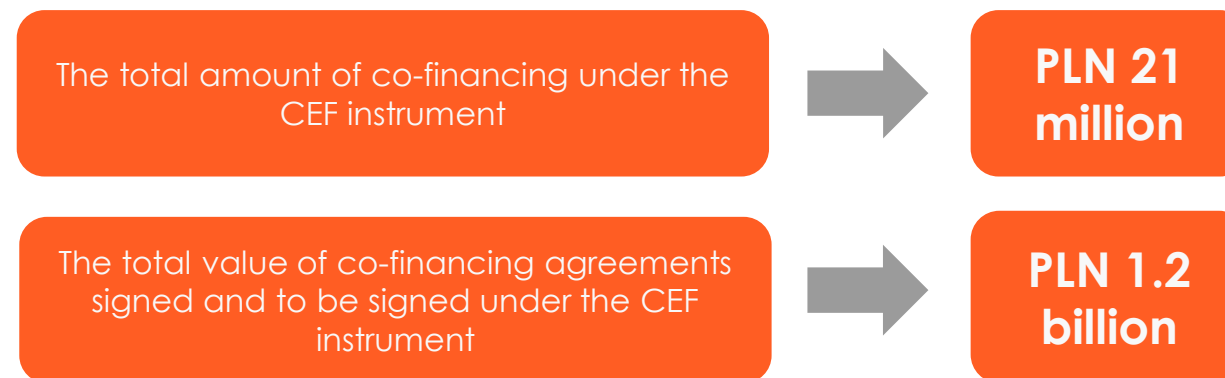 The total amount of co-financing under the
CEF instrument
PLN 21
million
The total value of co-financing agreements
signed and to be signed under the CEF
instrument
PLN 1.2
billion